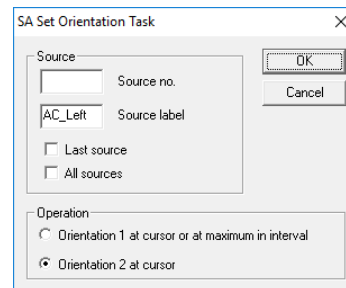 SA Set Orientation Task
Source
Source no.
OK
AC_Left Source label
Cancel
Last source
All sources
Operation
Orientation 1 at cursor or at maximum in interval
Orientation 2 at cursor